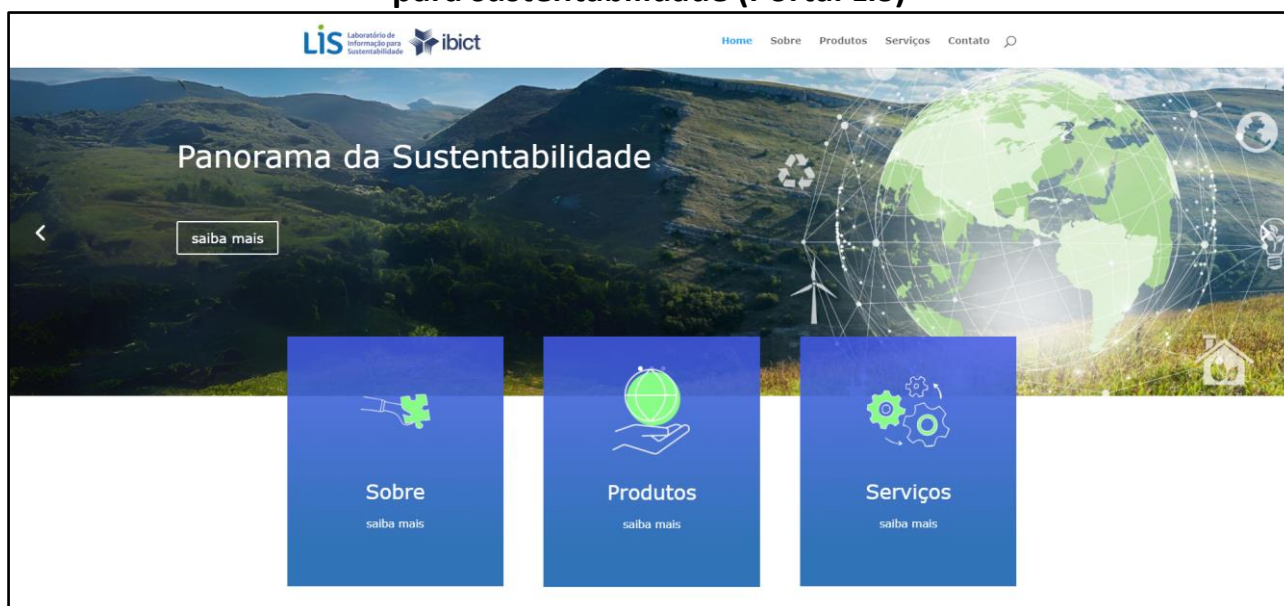 para sustentabilidade (Portal LiS)
LiS Laboratório de
Informação para
Sustentabilidade
ibict
Home Sobre Produtos Serviços Contato
Panorama da Sustentabilidade
saiba mais
Sobre
saiba mais
Produtos
saiba mais
Serviços
saiba mais